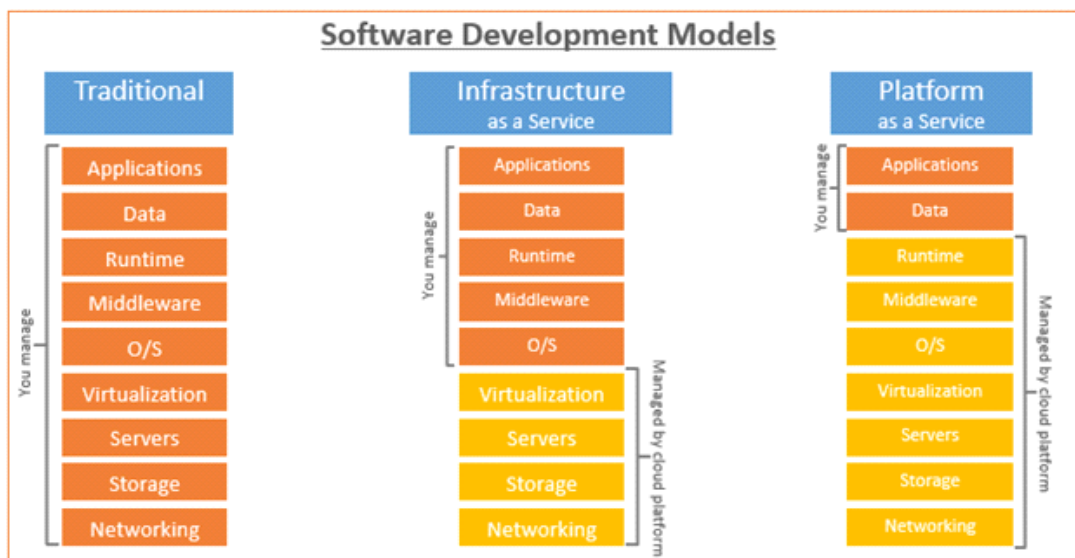 Software Development Models
Traditional
You manage
Applications
Data
Runtime
Middleware
O/S
Virtualization
Servers
Storage
Networking
Infrastructure
as a Service
You manage
Applications
Data
Runtime
Middleware
O/S
Virtualization
Servers
Storage
Networking
Managed by cloud platform
Platform
as a Service
You manage
Applications
Data
Runtime
Middleware
O/S
Virtualization
Servers
Storage
Networking
Managed by cloud platform